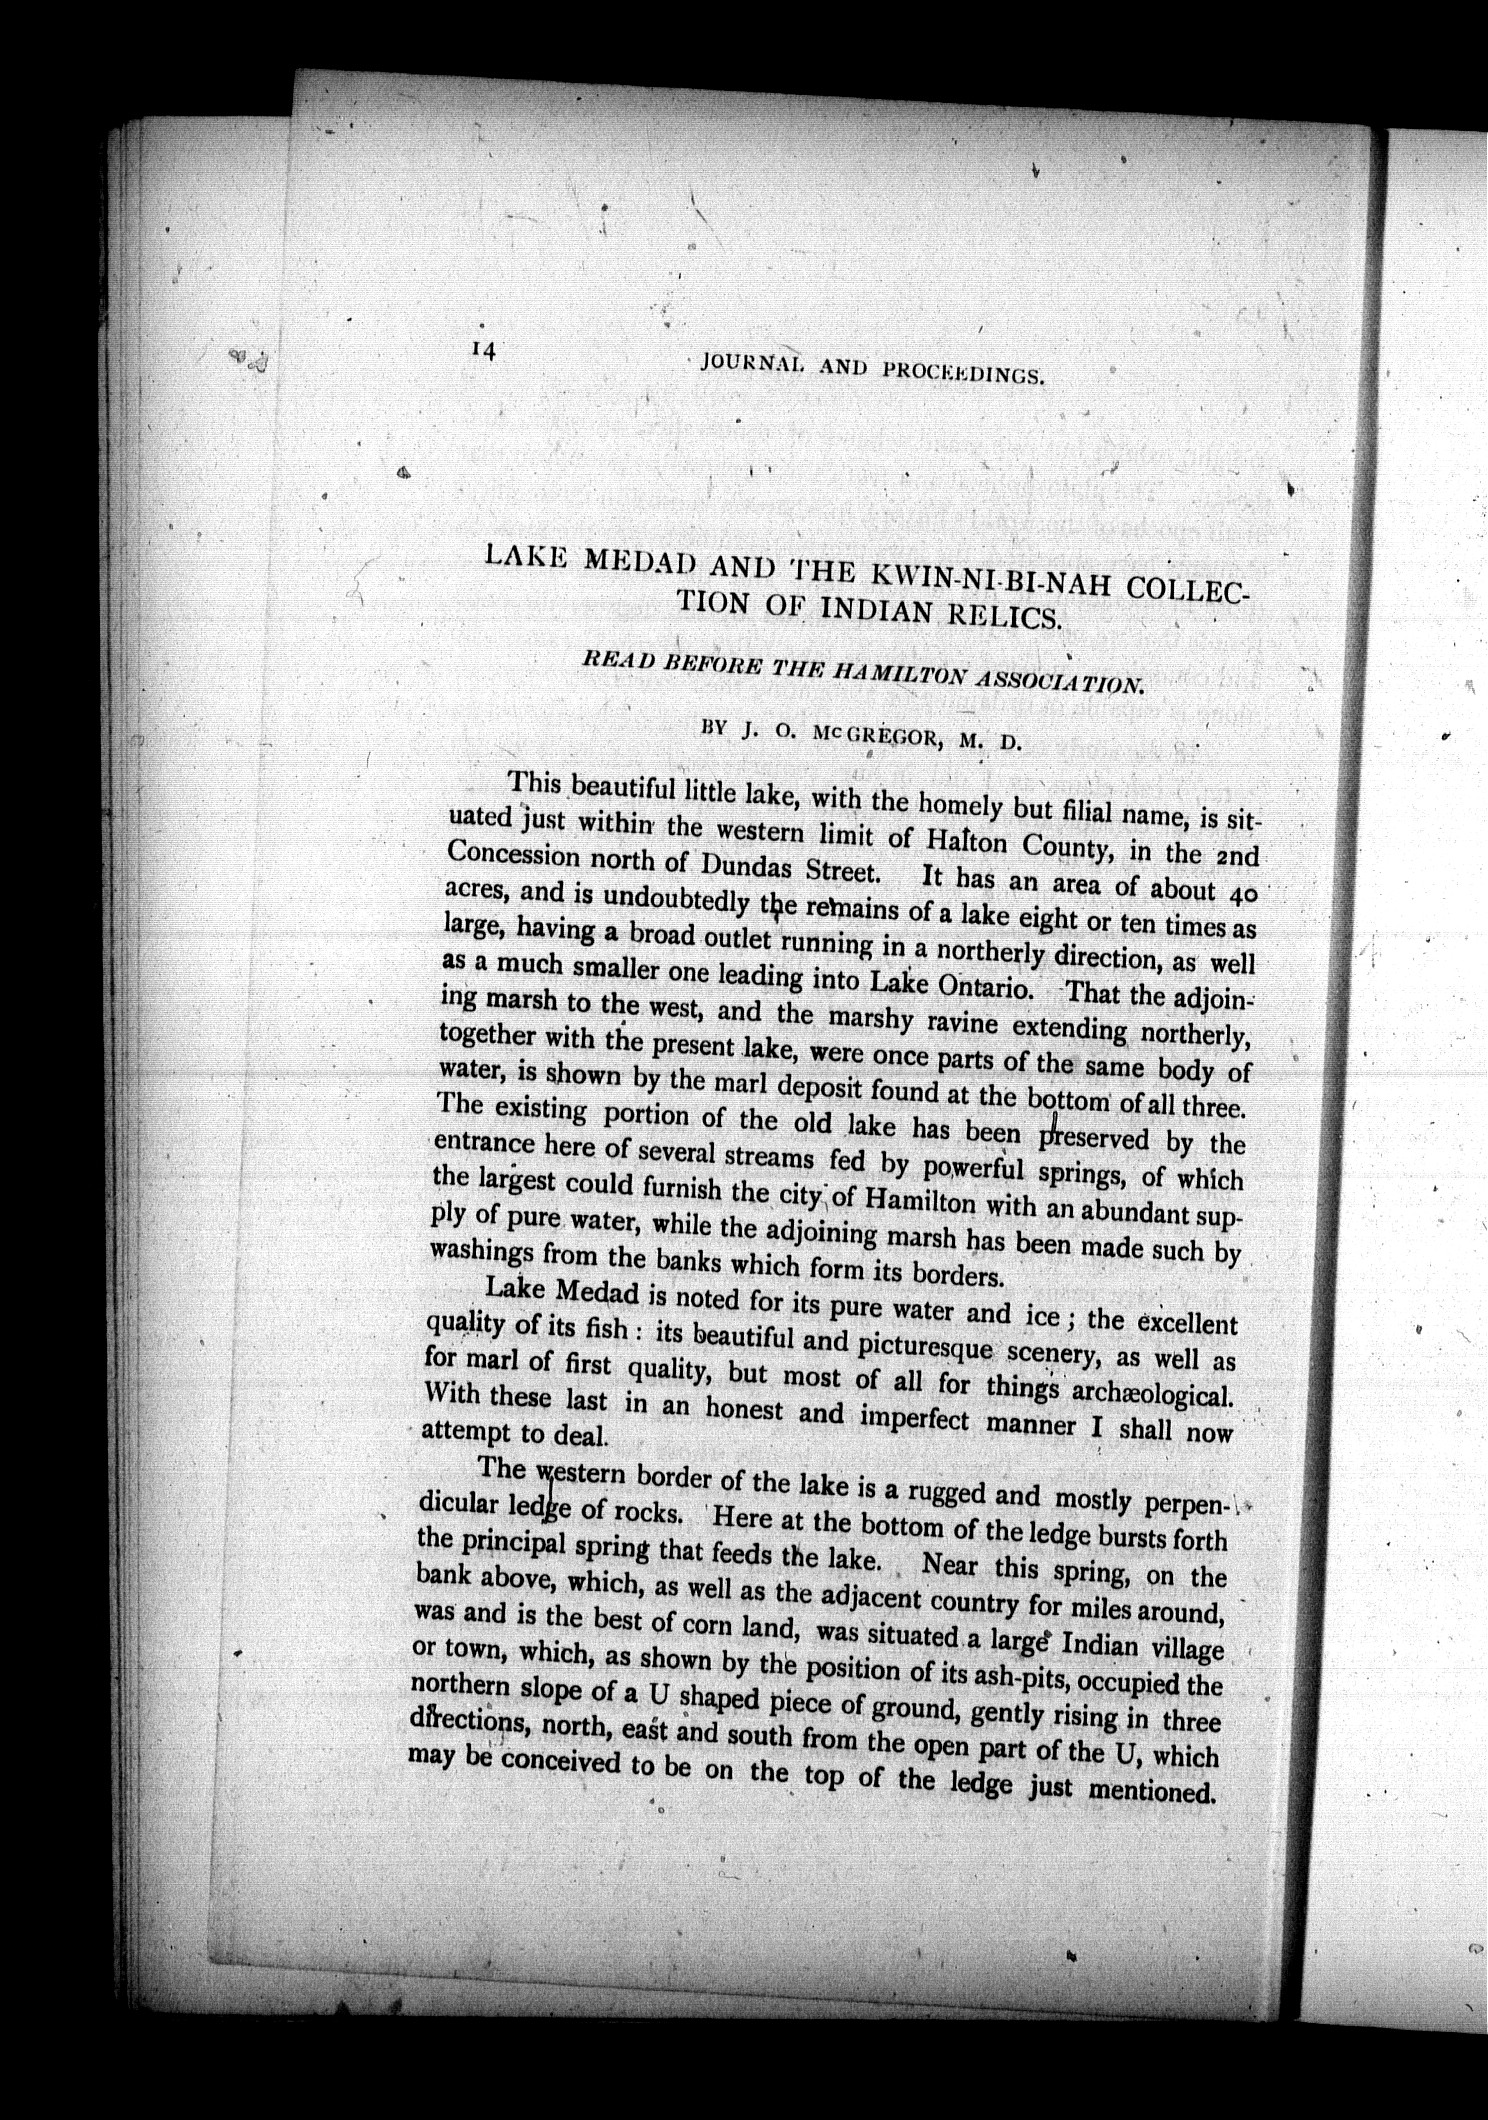 14
JOURNAL AND PROCEEDINGS.
LAKE MEDAD AND THE KWIN-NI-BI-NAH COLLEC-
TION OF INDIAN RELICS.
READ BEFORE THE HAMILTON ASSOCIATION.
BY J. O. McGREGOR, M. D.
This beautiful little lake, with the homely but filial name, is sit-
uated just within the western limit of Halton County, in the 2nd
Concession north of Dundas Street. It has an area of about 40
acres, and is undoubtedly the remains of a lake eight or ten times as
large, having a broad outlet running in a northerly direction, as well
as a much smaller one leading into Lake Ontario. That the adjoin-
ing marsh to the west, and the marshy ravine extending northerly,
together with the present lake, were once parts of the same body of
water, is shown by the marl deposit found at the bottom of all three.
The existing portion of the old lake has been preserved by the
entrance here of several streams fed by powerful springs, of which
the largest could furnish the city of Hamilton with an abundant sup-
ply of pure water, while the adjoining marsh has been made such by
washings from the banks which form its borders.
Lake Medad is noted for its pure water and ice ; the excellent
quality of its fish : its beautiful and picturesque scenery, as well as
for marl of first quality, but most of all for things archæological.
With these last in an honest and imperfect manner I shall now
attempt to deal.
The western border of the lake is a rugged and mostly perpen-
dicular ledge of rocks. Here at the bottom of the ledge bursts forth
the principal spring that feeds the lake. Near this spring, on the
bank above, which, as well as the adjacent country for miles around,
was and is the best of corn land, was situated a large Indian village
or town, which, as shown by the position of its ash-pits, occupied the
northern slope of a U shaped piece of ground, gently rising in three
directions, north, east and south from the open part of the U, which
may be conceived to be on the top of the ledge just mentioned.